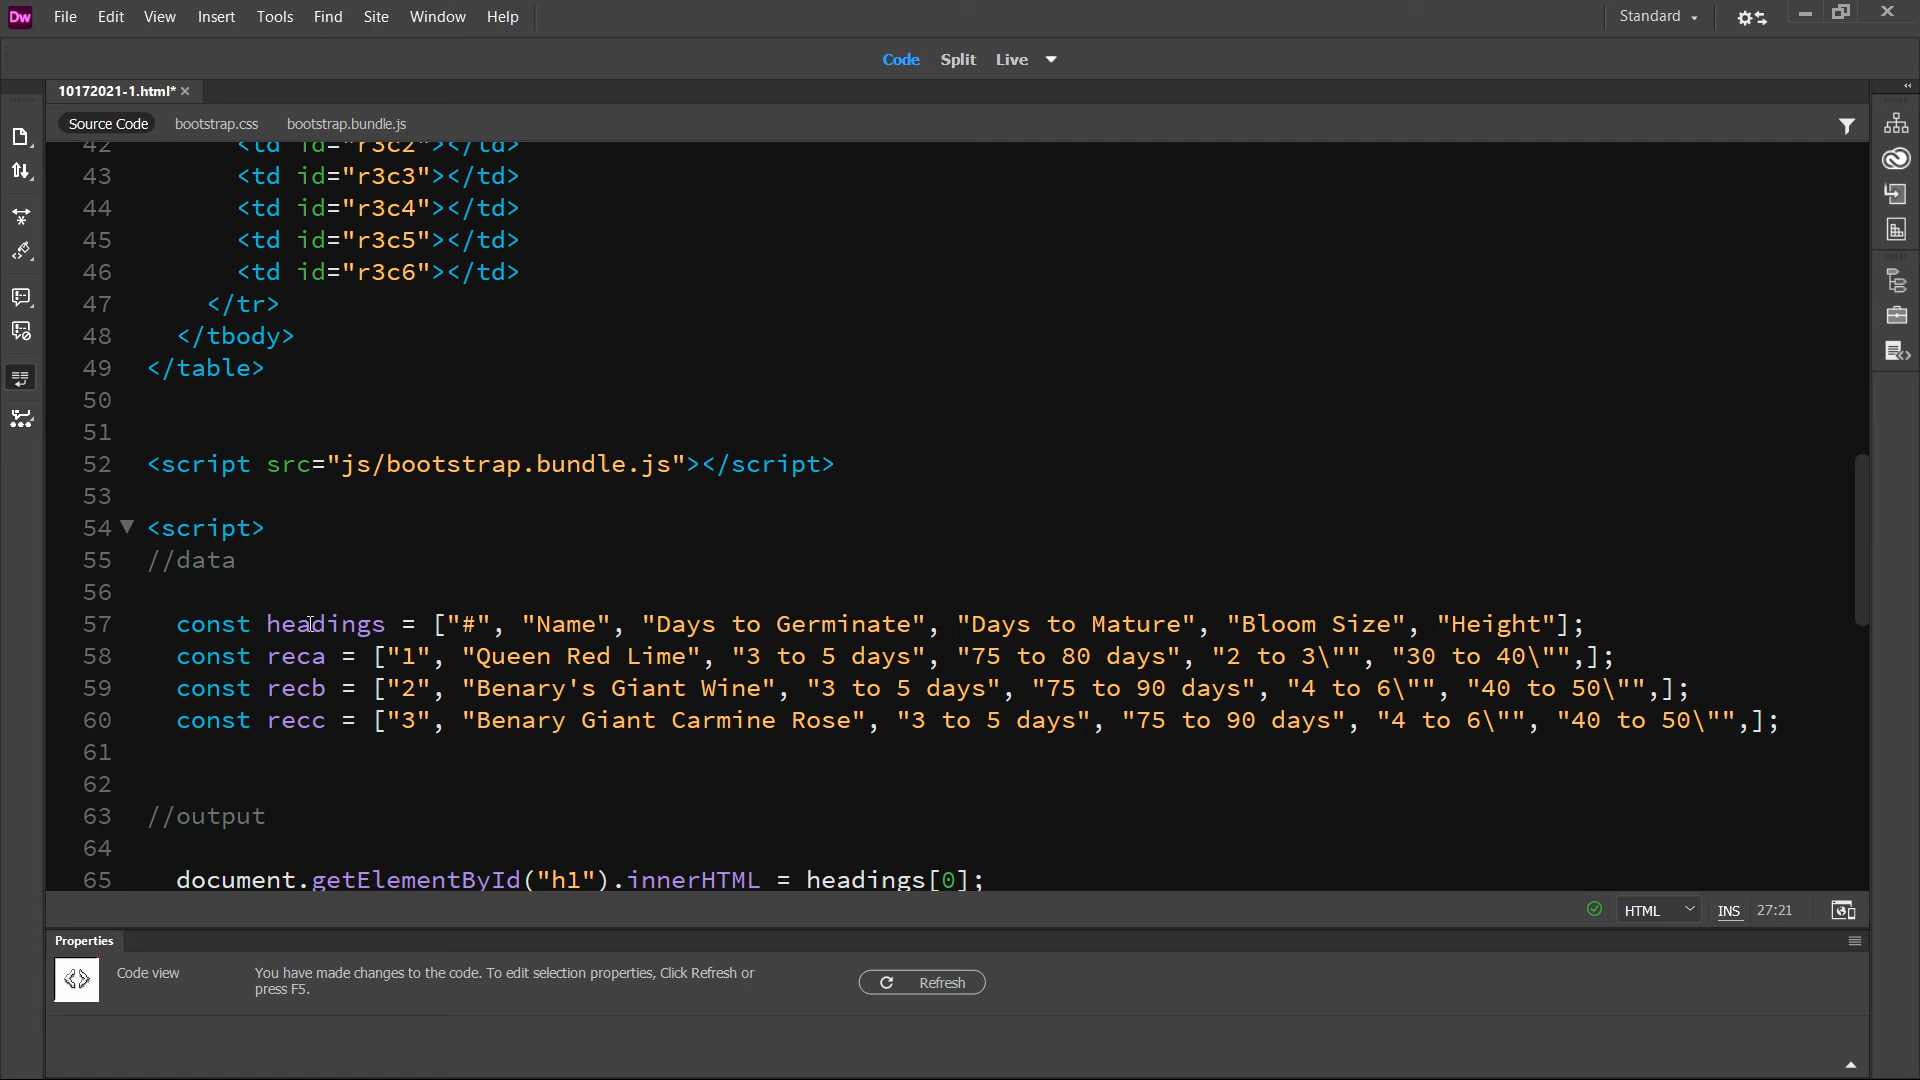 Dw File Edit View Insert Tools Find Site Window Help Standard
Code Split Live
10172021-1.html*
Source Code bootstrap.css bootstrap.bundle.js
42 <td id="r3c2"></td>
43 <td id="r3c3"></td>
44 <td id="r3c4"></td>
45 <td id="r3c5"></td>
46 <td id="r3c6"></td>
47 </tr>
48 </tbody>
49 </table>
50
51
52 <script src="js/bootstrap.bundle.js"></script>
53
54 <script>
55 //data
56
57 const headings = ["#", "Name", "Days to Germinate", "Days to Mature", "Bloom Size", "Height"];
58 const reca = ["1", "Queen Red Lime", "3 to 5 days", "75 to 80 days", "2 to 3\"", "30 to 40\"",];
59 const recb = ["2", "Benary's Giant Wine", "3 to 5 days", "75 to 90 days", "4 to 6\"", "40 to 50\"",];
60 const recc = ["3", "Benary Giant Carmine Rose", "3 to 5 days", "75 to 90 days", "4 to 6\"", "40 to 50\"",];
61
62
63 //output
64
65 document.getElementById("h1").innerHTML = headings[0];
HTML INS 27:21
Properties
Code view
You have made changes to the code. To edit selection properties, Click Refresh or
press F5.
Refresh